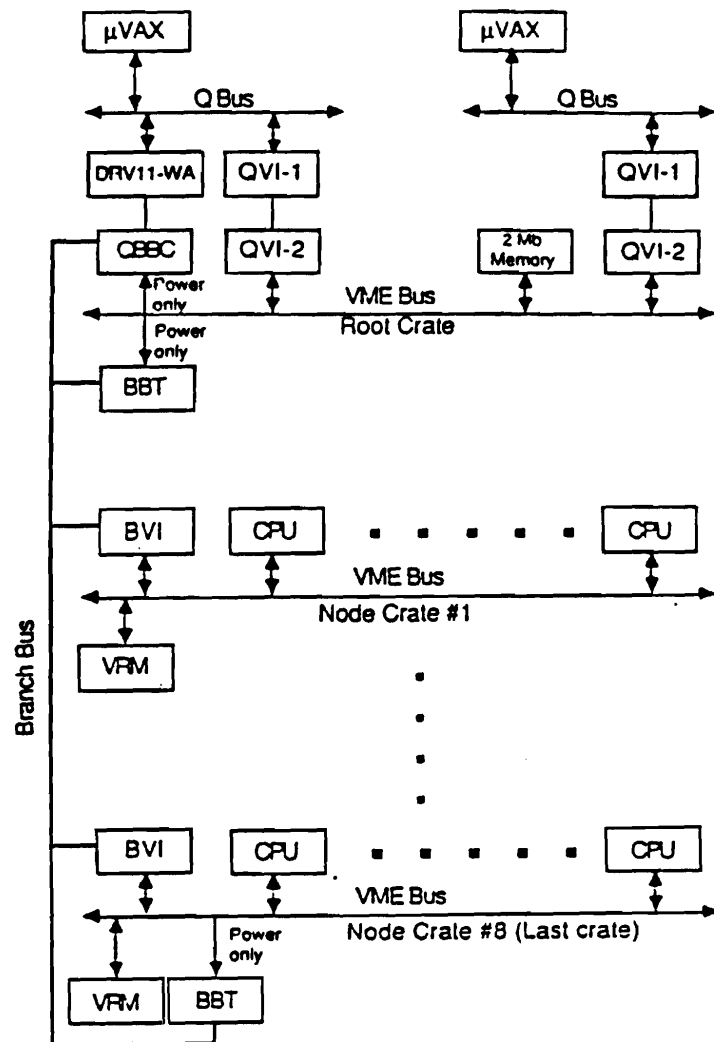 µVAX
µVAX
Q Bus
Q Bus
DRV11-WA
QVI-1
QVI-1
QBBC
QVI-2
2 Mb
Memory
QVI-2
Power
only
VME Bus
Root Crate
Power
only
BBT
BVI
CPU
CPU
VME Bus
Node Crate #1
VRM
Branch Bus
BVI
CPU
CPU
VME Bus
Node Crate #8 (Last crate)
Power
only
VRM
BBT